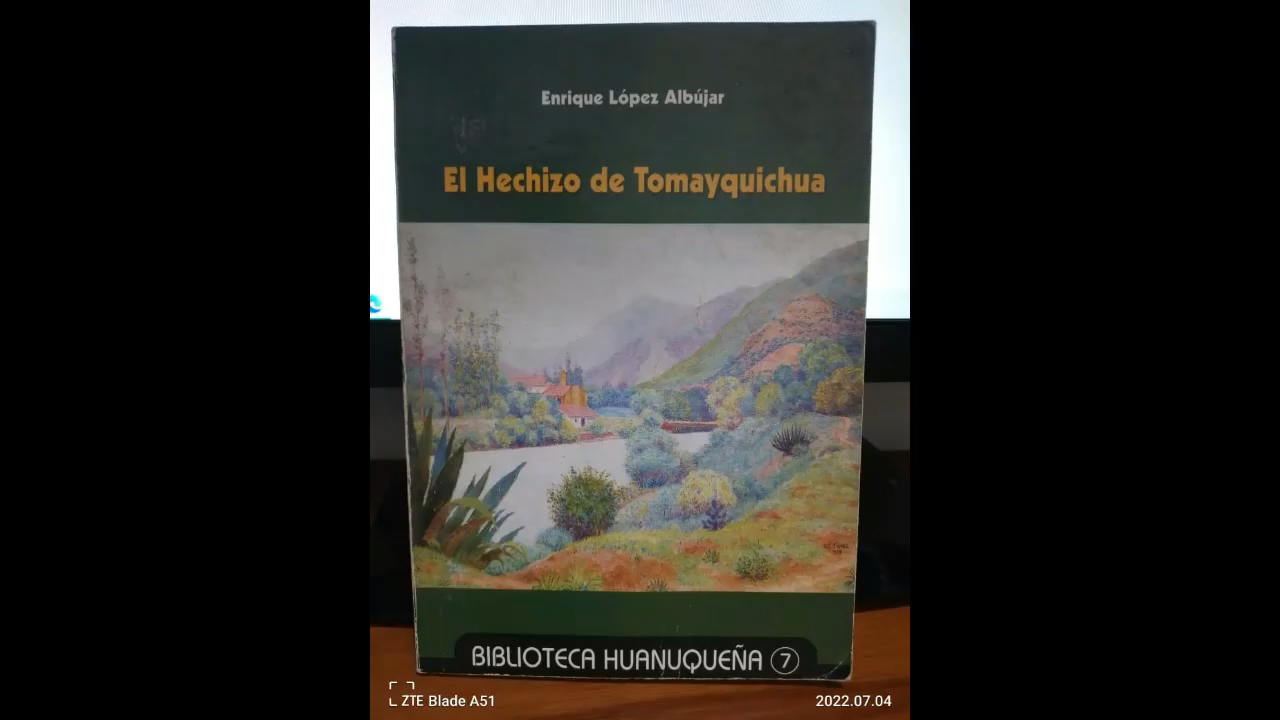 Enrique López Albújar
El Hechizo de Tomayquichua
BIBLIOTECA HUANUQUEÑA 7
ZTE Blade A51
2022.07.04